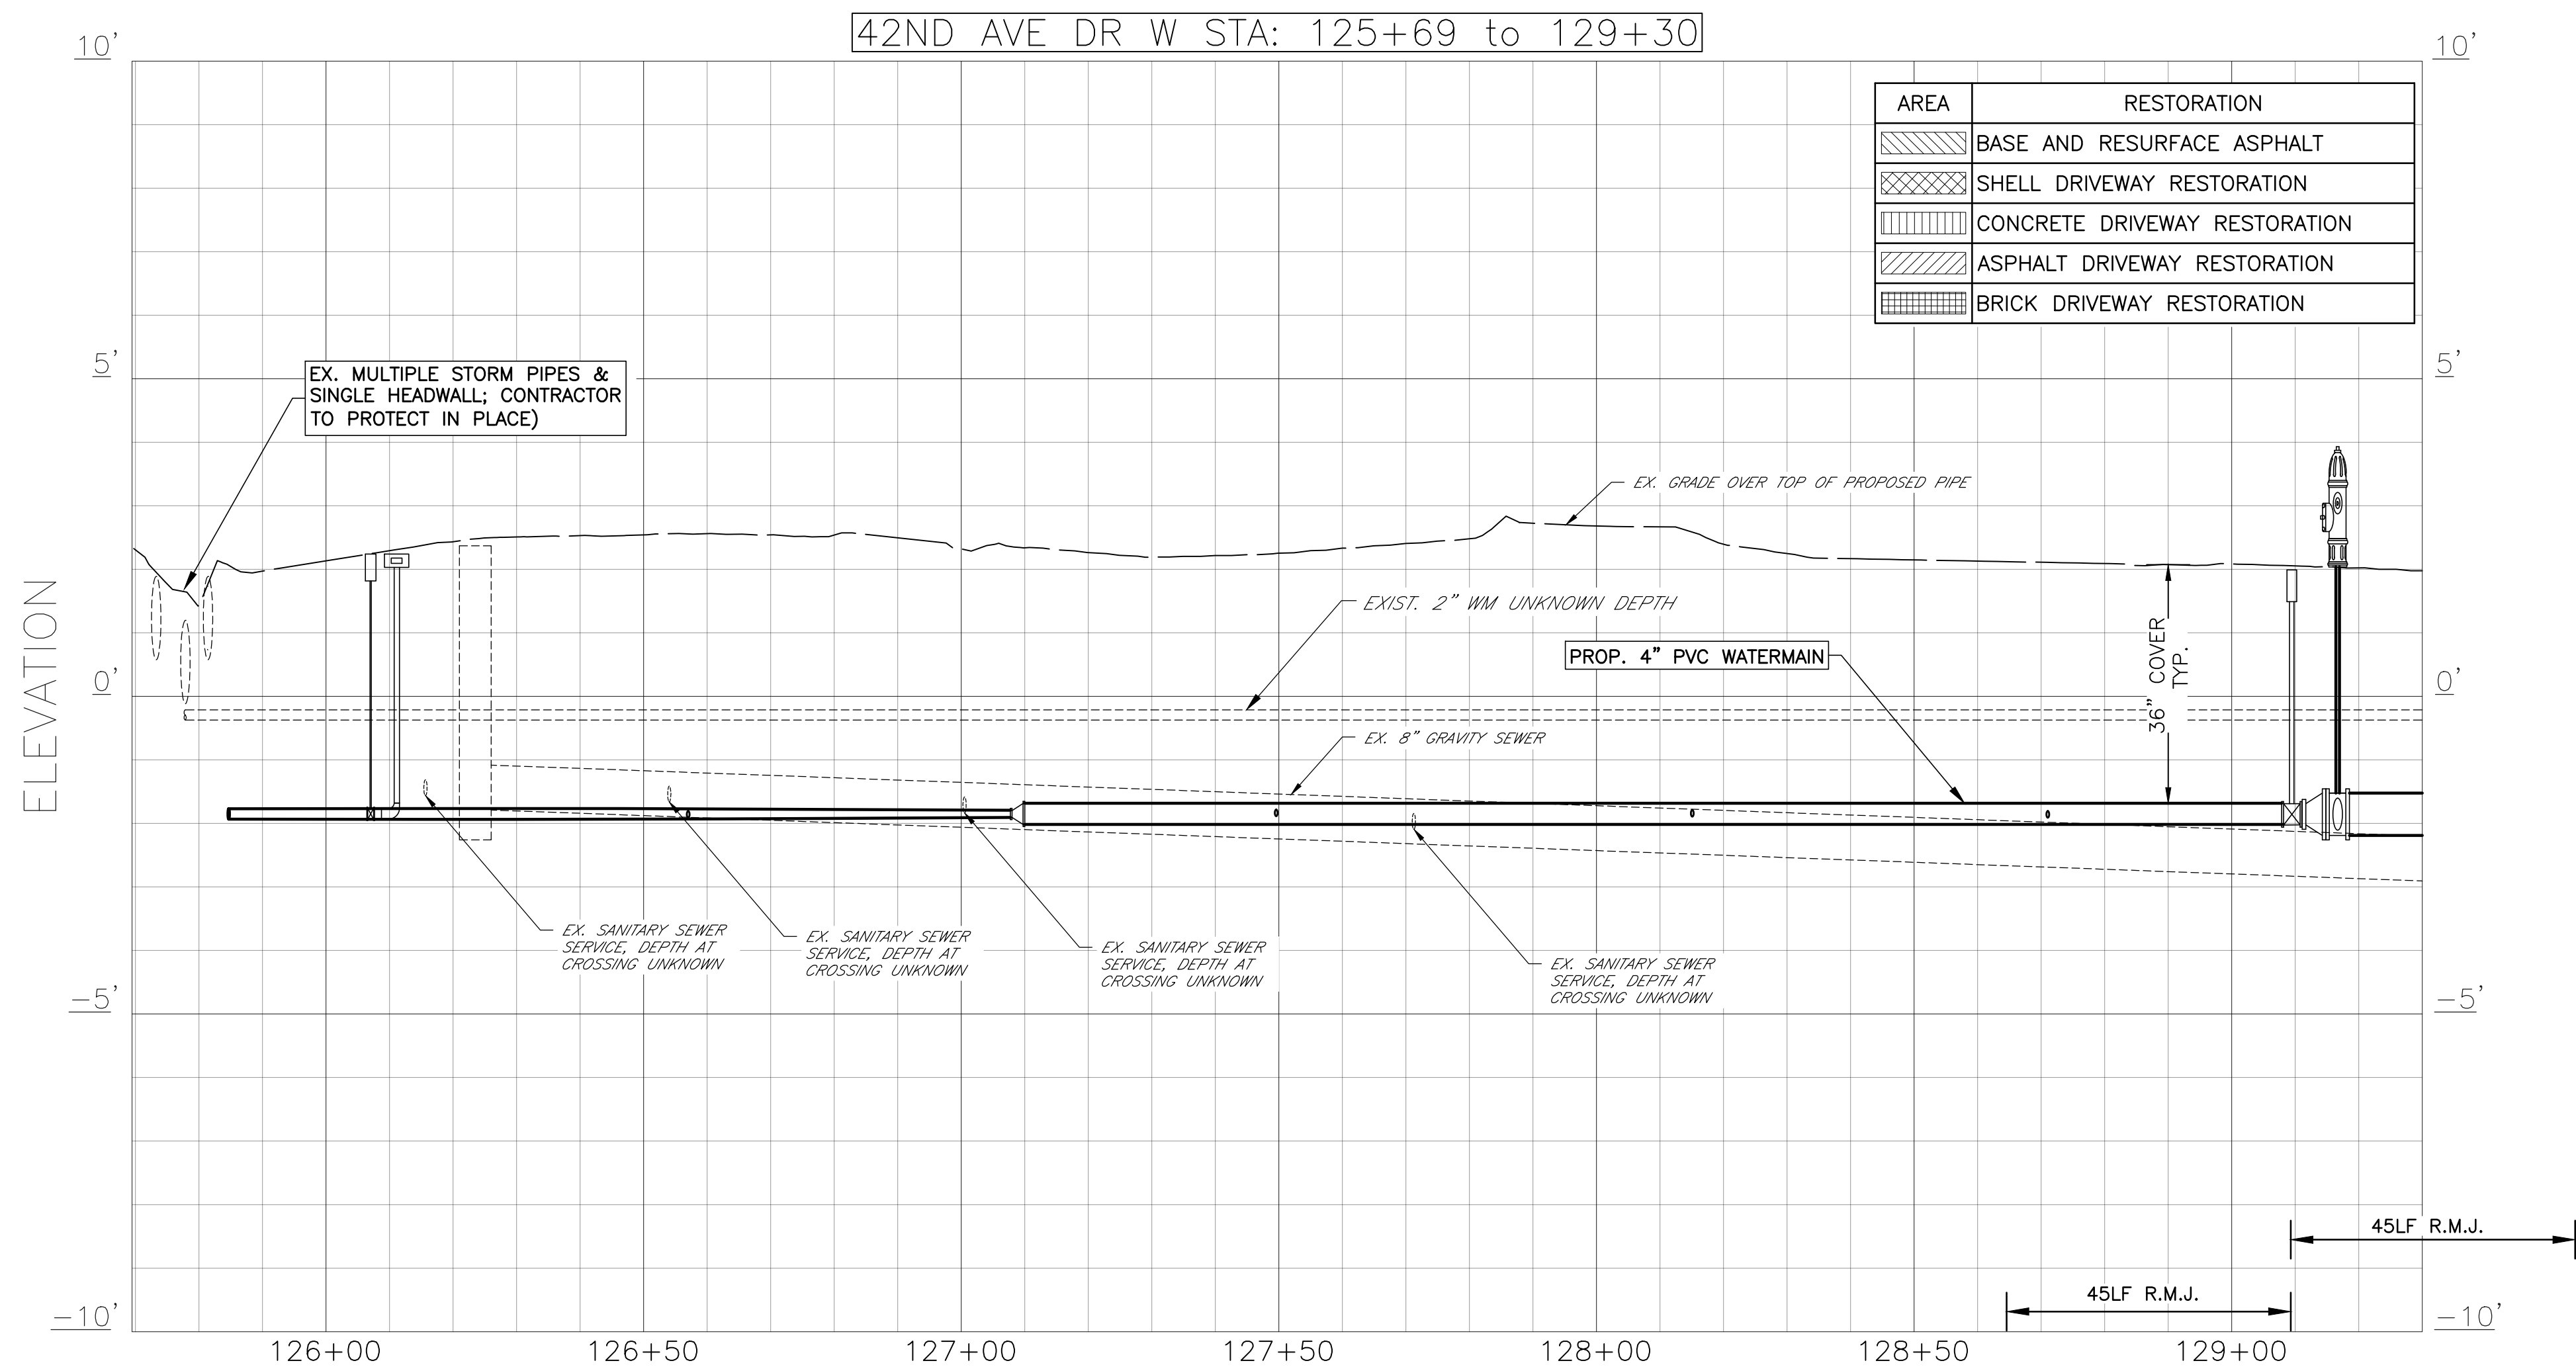 42ND AVE DR W STA: 125+69 to 129+30
10'
10'
AREA RESTORATION
BASE AND RESURFACE ASPHALT
SHELL DRIVEWAY RESTORATION
CONCRETE DRIVEWAY RESTORATION
ASPHALT DRIVEWAY RESTORATION
BRICK DRIVEWAY RESTORATION
5'
5'
EX. MULTIPLE STORM PIPES &
SINGLE HEADWALL; CONTRACTOR
TO PROTECT IN PLACE)
EX. GRADE OVER TOP OF PROPOSED PIPE
ELEVATION
EXIST. 2" WM UNKNOWN DEPTH
PROP. 4" PVC WATERMAIN
36" COVER
TYP.
0'
0'
EX. 8" GRAVITY SEWER
EX. SANITARY SEWER
SERVICE, DEPTH AT
CROSSING UNKNOWN
EX. SANITARY SEWER
SERVICE, DEPTH AT
CROSSING UNKNOWN
EX. SANITARY SEWER
SERVICE, DEPTH AT
CROSSING UNKNOWN
EX. SANITARY SEWER
SERVICE, DEPTH AT
CROSSING UNKNOWN
-5'
-5'
45LF R.M.J.
45LF R.M.J.
-10'
-10'
126+00
126+50
127+00
127+50
128+00
128+50
129+00